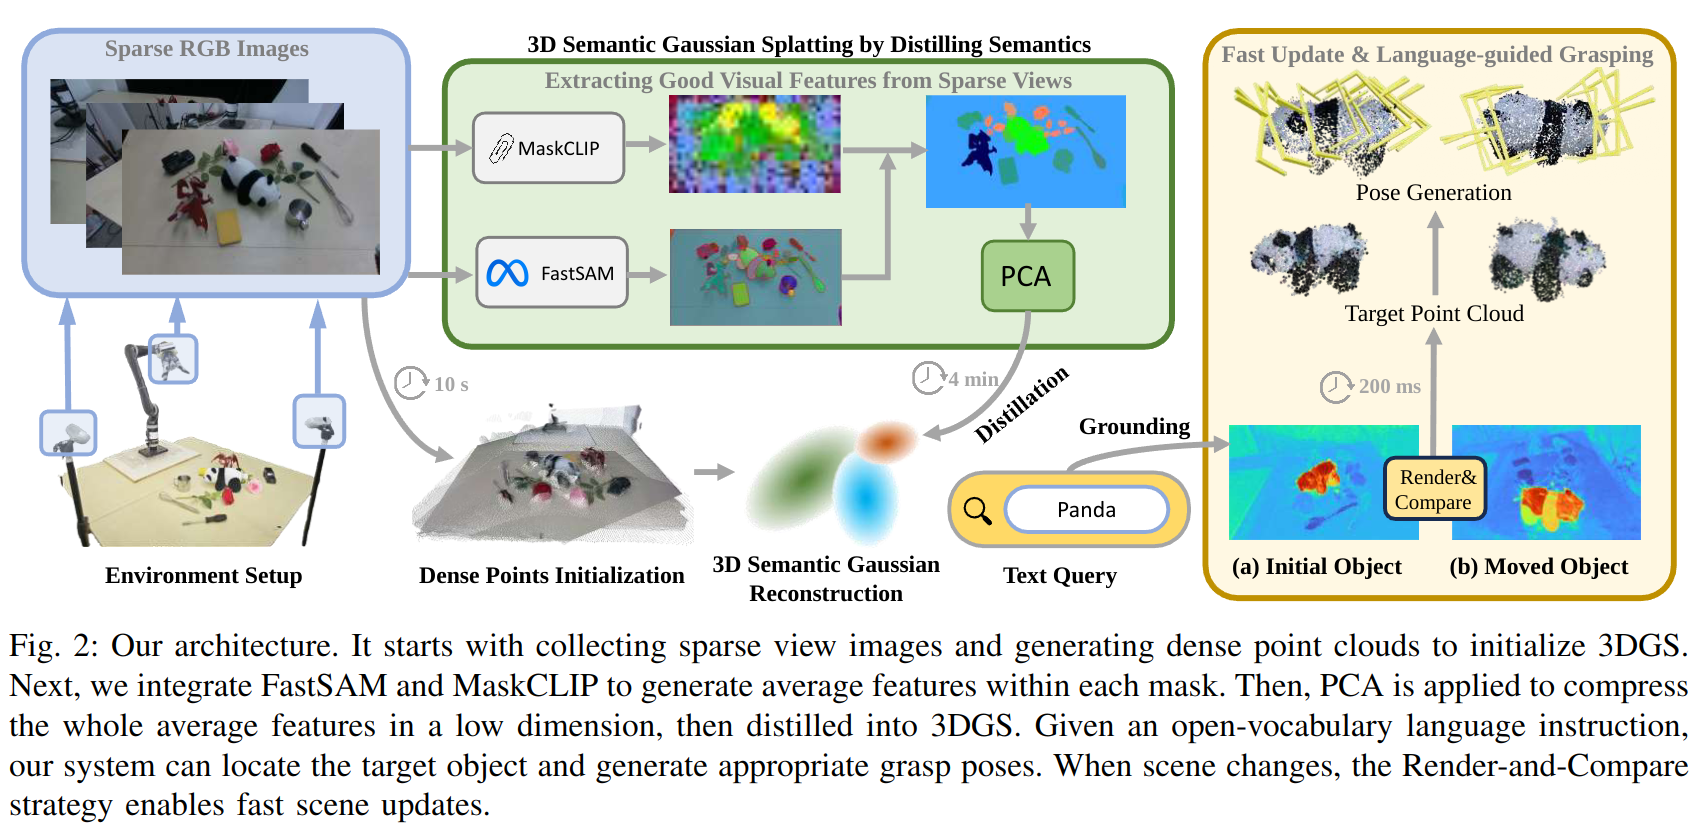 Sparse RGB Images
3D Semantic Gaussian Splatting by Distilling Semantics
Extracting Good Visual Features from Sparse Views
MaskCLIP
FastSAM
PCA
Fast Update & Language-guided Grasping
Pose Generation
Target Point Cloud
200 ms
10 s
4 min
Distillation
Grounding
Panda
Render&
Compare
Environment Setup
Dense Points Initialization
3D Semantic Gaussian
Reconstruction
Text Query
(a) Initial Object
(b) Moved Object
Fig. 2: Our architecture. It starts with collecting sparse view images and generating dense point clouds to initialize 3DGS.
Next, we integrate FastSAM and MaskCLIP to generate average features within each mask. Then, PCA is applied to compress
the whole average features in a low dimension, then distilled into 3DGS. Given an open-vocabulary language instruction,
our system can locate the target object and generate appropriate grasp poses. When scene changes, the Render-and-Compare
strategy enables fast scene updates.